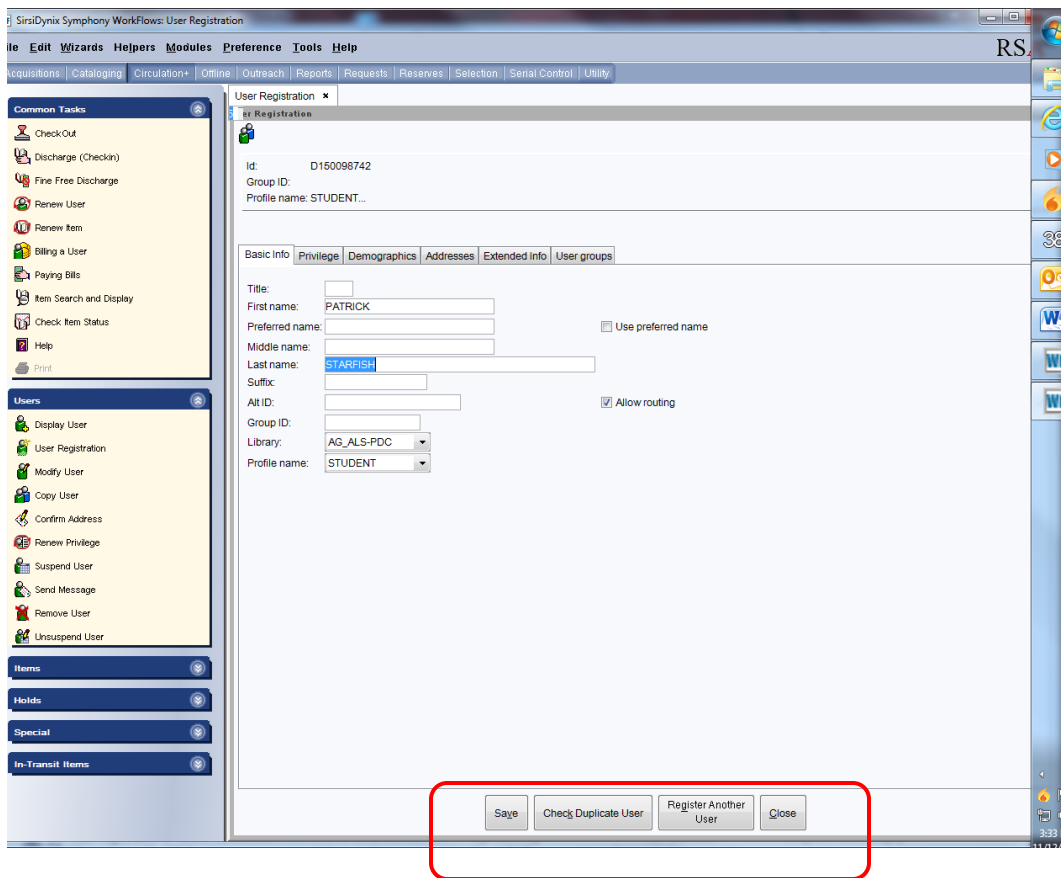 SirsiDynix Symphony WorkFlows: User Registration
ile Edit Wizards Helpers Modules Preference Tools Help
RS
Acquisitions Cataloging Circulation+ Offline Outreach Reports Requests Reserves Selection Serial Control Utility
Common Tasks
CheckOut
Discharge (Checkin)
Fine Free Discharge
Renew User
Renew Item
Billing a User
Paying Bills
Item Search and Display
Check Item Status
Help
Print
Users
Display User
User Registration
Modify User
Copy User
Confirm Address
Renew Privilege
Suspend User
Send Message
Remove User
Unsuspend User
Items
Holds
Special
In-Transit Items
User Registration
er Registration
Id: D150098742
Group ID:
Profile name: STUDENT...
Basic Info Privilege Demographics Addresses Extended Info User groups
Title:
First name: PATRICK
Preferred name: Use preferred name
Middle name:
Last name: STARFISH
Suffix:
Alt ID: Allow routing
Group ID:
Library: AG_ALS-PDC
Profile name: STUDENT
Save Check Duplicate User Register Another User Close
38
3:33